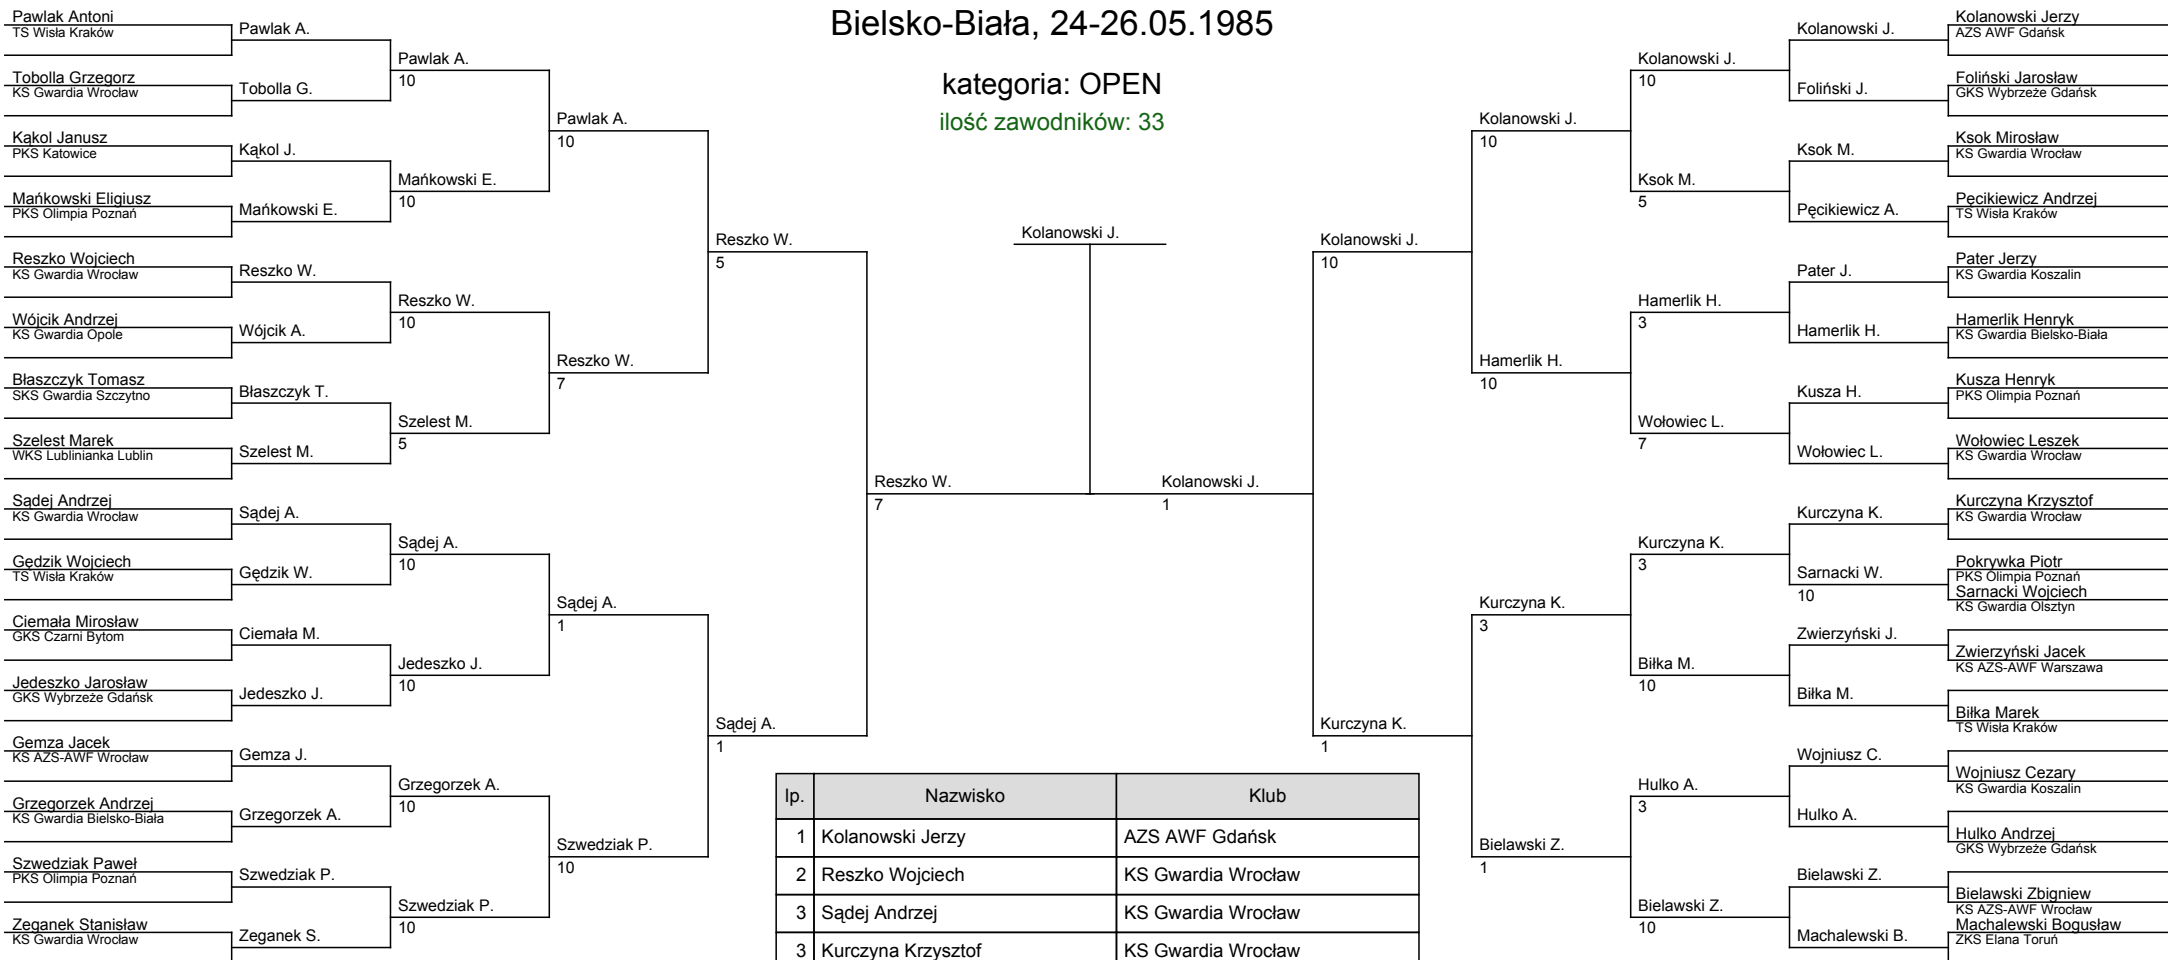 Bielsko-Biała, 24-26.05.1985
kategoria: OPEN
ilość zawodników: 33
Pawlak Antoni
TS Wisła Kraków
Tobolla Grzegorz
KS Gwardia Wrocław
Kąkol Janusz
PKS Katowice
Mańkowski Eligiusz
PKS Olimpia Poznań
Reszko Wojciech
KS Gwardia Wrocław
Wójcik Andrzej
KS Gwardia Opole
Błaszczyk Tomasz
SKS Gwardia Szczytno
Szelest Marek
WKS Lublinianka Lublin
Sądej Andrzej
KS Gwardia Wrocław
Gędzik Wojciech
TS Wisła Kraków
Ciemała Mirosław
GKS Czarni Bytom
Jedeszko Jarosław
GKS Wybrzeże Gdańsk
Gemza Jacek
KS AZS-AWF Wrocław
Grzegorzek Andrzej
KS Gwardia Bielsko-Biała
Szwedziak Paweł
PKS Olimpia Poznań
Zeganek Stanisław
KS Gwardia Wrocław
Pawlak A.
Tobolla G.
Kąkol J.
Mańkowski E.
Reszko W.
Wójcik A.
Błaszczyk T.
Szelest M.
Sądej A.
Gędzik W.
Ciemała M.
Jedeszko J.
Gemza J.
Grzegorzek A.
Szwedziak P.
Zeganek S.
Pawlak A.
10
Mańkowski E.
10
Reszko W.
10
Szelest M.
5
Sądej A.
10
Jedeszko J.
10
Grzegorzek A.
10
Szwedziak P.
10
Pawlak A.
10
Reszko W.
7
Sądej A.
1
Szwedziak P.
10
Reszko W.
5
Sądej A.
1
Reszko W.
7
Kolanowski J.
Kolanowski J.
1
Kolanowski J.
10
Kurczyna K.
1
Kolanowski J.
10
Hamerlik H.
10
Kurczyna K.
3
Bielawski Z.
1
Kolanowski J.
10
Ksok M.
5
Hamerlik H.
3
Wołowiec L.
7
Kurczyna K.
3
Biłka M.
10
Hulko A.
3
Bielawski Z.
10
Kolanowski J.
Foliński J.
Ksok M.
Pęcikiewicz A.
Pater J.
Hamerlik H.
Kusza H.
Wołowiec L.
Kurczyna K.
Sarnacki W.
10
Zwierzyński J.
Biłka M.
Wojniusz C.
Hulko A.
Bielawski Z.
Machalewski B.
Kolanowski Jerzy
AZS AWF Gdańsk
Foliński Jarosław
GKS Wybrzeże Gdańsk
Ksok Mirosław
KS Gwardia Wrocław
Pęcikiewicz Andrzej
TS Wisła Kraków
Pater Jerzy
KS Gwardia Koszalin
Hamerlik Henryk
KS Gwardia Bielsko-Biała
Kusza Henryk
PKS Olimpia Poznań
Wołowiec Leszek
KS Gwardia Wrocław
Kurczyna Krzysztof
KS Gwardia Wrocław
Pokrywka Piotr
PKS Olimpia Poznań
Sarnacki Wojciech
KS Gwardia Olsztyn
Zwierzyński Jacek
KS AZS-AWF Warszawa
Biłka Marek
TS Wisła Kraków
Wojniusz Cezary
KS Gwardia Koszalin
Hulko Andrzej
GKS Wybrzeże Gdańsk
Bielawski Zbigniew
KS AZS-AWF Wrocław
Machalewski Bogusław
ZKS Elana Toruń
lp. Nazwisko Klub
1 Kolanowski Jerzy AZS AWF Gdańsk
2 Reszko Wojciech KS Gwardia Wrocław
3 Sądej Andrzej KS Gwardia Wrocław
3 Kurczyna Krzysztof KS Gwardia Wrocław